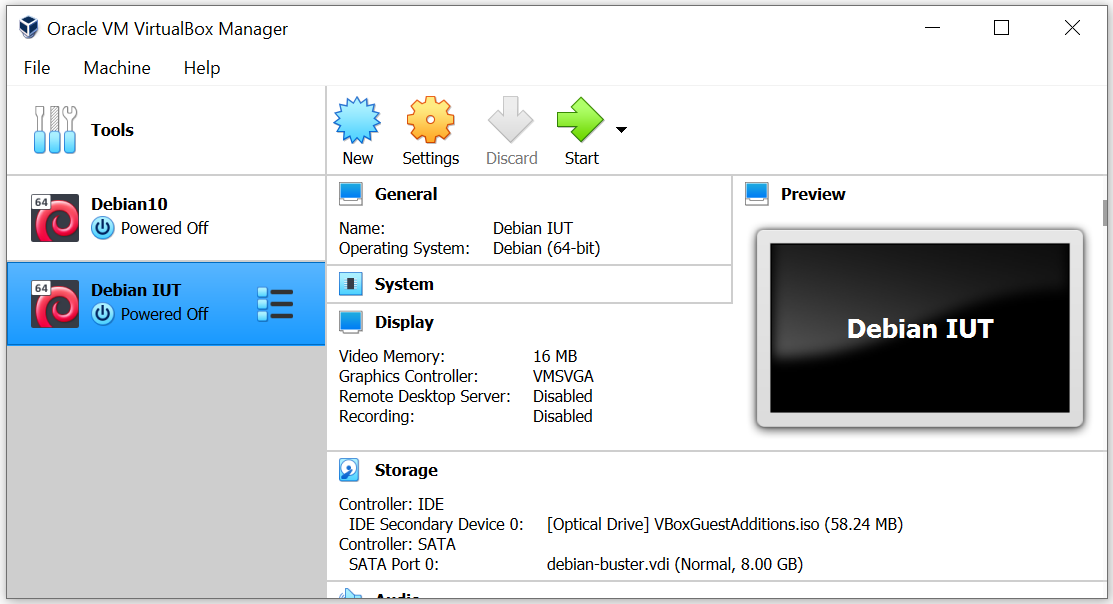 Oracle VM VirtualBox Manager
File Machine Help
Tools
New Settings Discard Start
64
Debian10
Powered Off
64
Debian IUT
Powered Off
General
Name: Debian IUT
Operating System: Debian (64-bit)
System
Display
Video Memory: 16 MB
Graphics Controller: VMSVGA
Remote Desktop Server: Disabled
Recording: Disabled
Preview
Debian IUT
Storage
Controller: IDE
IDE Secondary Device 0: [Optical Drive] VBoxGuestAdditions.iso (58.24 MB)
Controller: SATA
SATA Port 0: debian-buster.vdi (Normal, 8.00 GB)
Audio